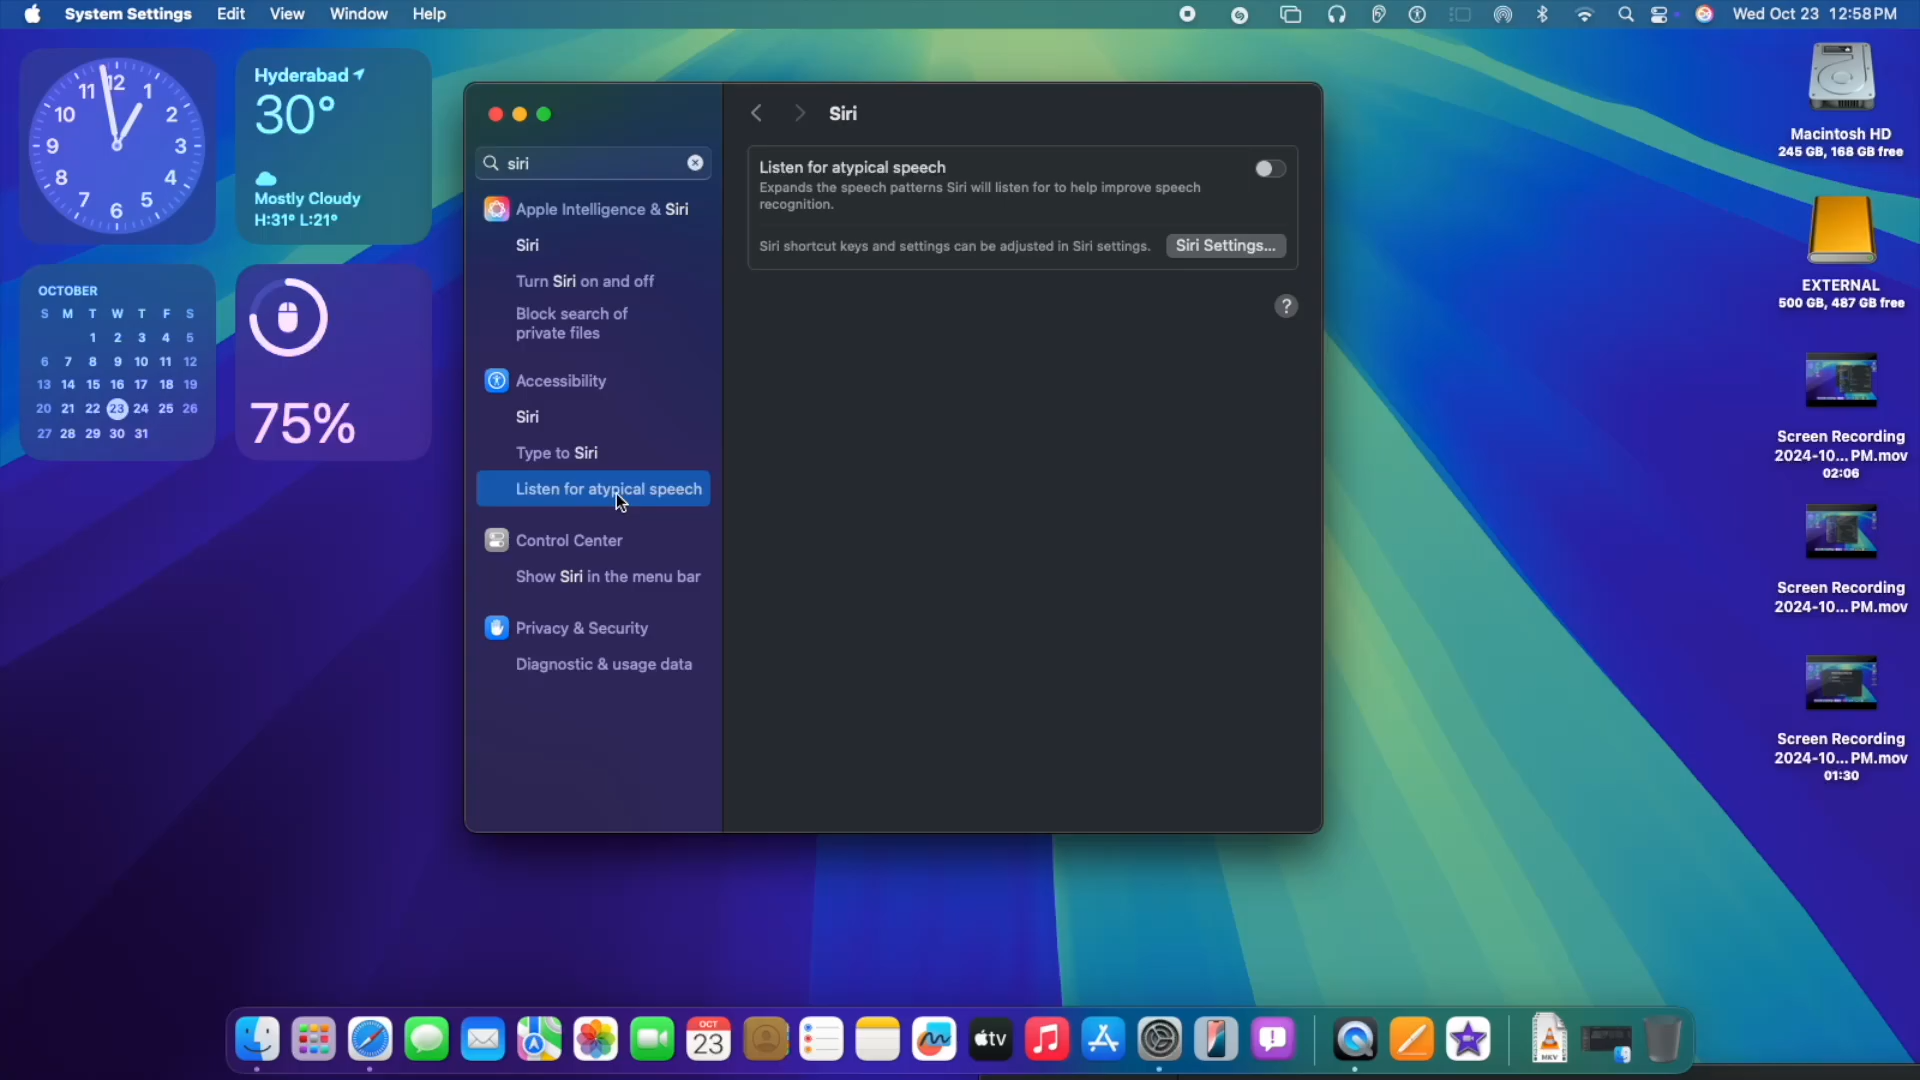 System Settings Edit View Window Help
Wed Oct 23 12:58 PM
12
1
2
3
4
5
6
7
8
9
10
11
Hyderabad
30°
Mostly Cloudy
H:31° L:21°
OCTOBER
S M T W T F S
1 2 3 4 5
6 7 8 9 10 11 12
13 14 15 16 17 18 19
20 21 22 23 24 25 26
27 28 29 30 31
75%
siri
Apple Intelligence & Siri
Siri
Turn Siri on and off
Block search of
private files
Accessibility
Siri
Type to Siri
Listen for atypical speech
Control Center
Show Siri in the menu bar
Privacy & Security
Diagnostic & usage data
Siri
Listen for atypical speech
Expands the speech patterns Siri will listen for to help improve speech
recognition.
Siri shortcut keys and settings can be adjusted in Siri settings.
Siri Settings...
?
Macintosh HD
245 GB, 168 GB free
EXTERNAL
500 GB, 487 GB free
Screen Recording
2024-10... PM.mov
02:06
Screen Recording
2024-10... PM.mov
Screen Recording
2024-10... PM.mov
01:30
OCT
23
tv
MKV